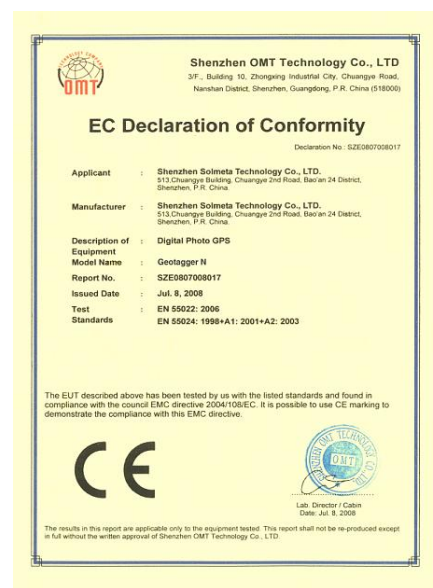 TECHNOLOGY COMPANY
OMT
Shenzhen OMT Technology Co., LTD
3/F., Building 10, Zhongxing Industrial City, Chuangye Road,
Nanshan District, Shenzhen, Guangdong, P.R. China (518000)
EC Declaration of Conformity
Declaration No : SZE0807008017
Applicant : Shenzhen Solmeta Technology Co., LTD.
513,Chuangye Building, Chuangye 2nd Road, Bao'an 24 District,
Shenzhen, P.R. China.
Manufacturer : Shenzhen Solmeta Technology Co., LTD.
513,Chuangye Building, Chuangye 2nd Road, Bao'an 24 District,
Shenzhen, P.R. China.
Description of : Digital Photo GPS
Equipment
Model Name : Geotagger N
Report No. : SZE0807008017
Issued Date : Jul. 8, 2008
Test : EN 55022: 2006
Standards EN 55024: 1998+A1: 2001+A2: 2003
The EUT described above has been tested by us with the listed standards and found in
compliance with the council EMC directive 2004/108/EC. It is possible to use CE marking to
demonstrate the compliance with this EMC directive.
CE
SHENZHEN OMT TECHNOLOGY CO., LTD
OMT
Lab. Director / Cabin
Date: Jul. 8, 2008
The results in this report are applicable only to the equipment tested. This report shall not be re-produced except
in full without the written approval of Shenzhen OMT Technology Co., LTD.